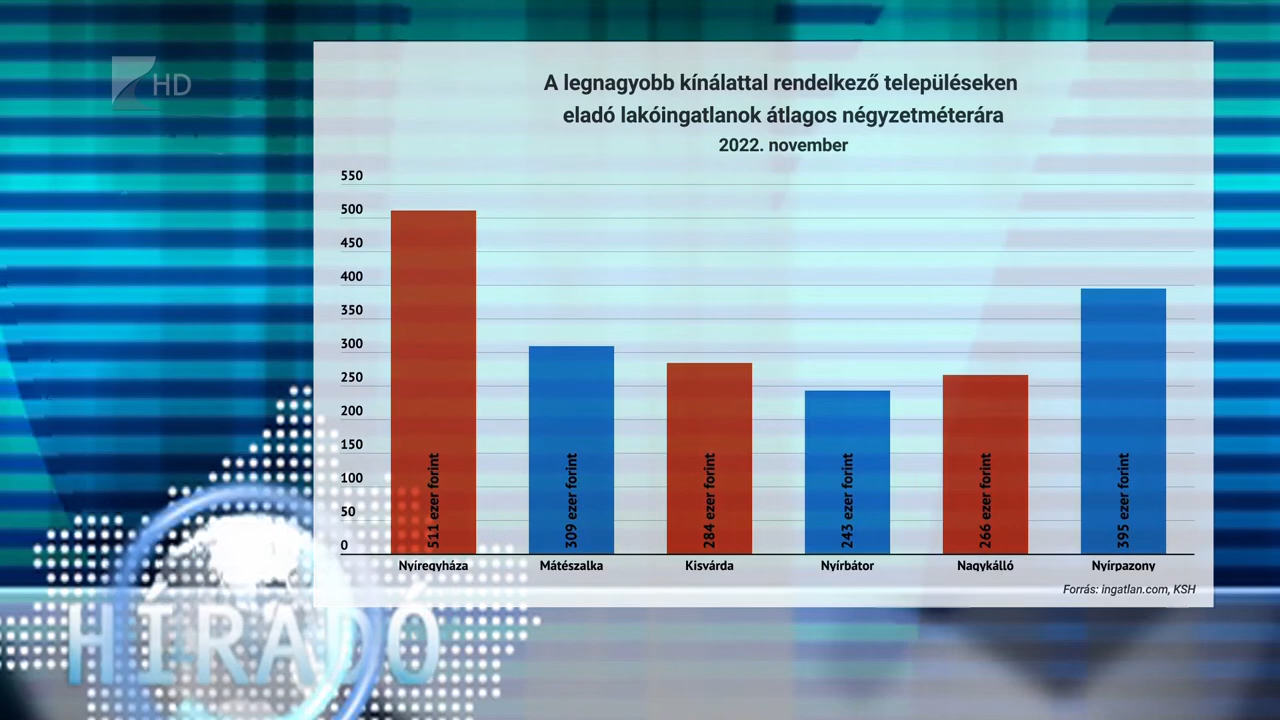 HD
A legnagyobb kínálattal rendelkező településeken
eladó lakóingatlanok átlagos négyzetméterára
2022. november
550
500
450
400
350
300
250
200
150
100
50
0
511 ezer forint
309 ezer forint
284 ezer forint
243 ezer forint
266 ezer forint
395 ezer forint
Nyíregyháza
Mátészalka
Kisvárda
Nyírbátor
Nagykálló
Nyírpazony
Forrás: ingatlan.com, KSH
HÍRADÓ